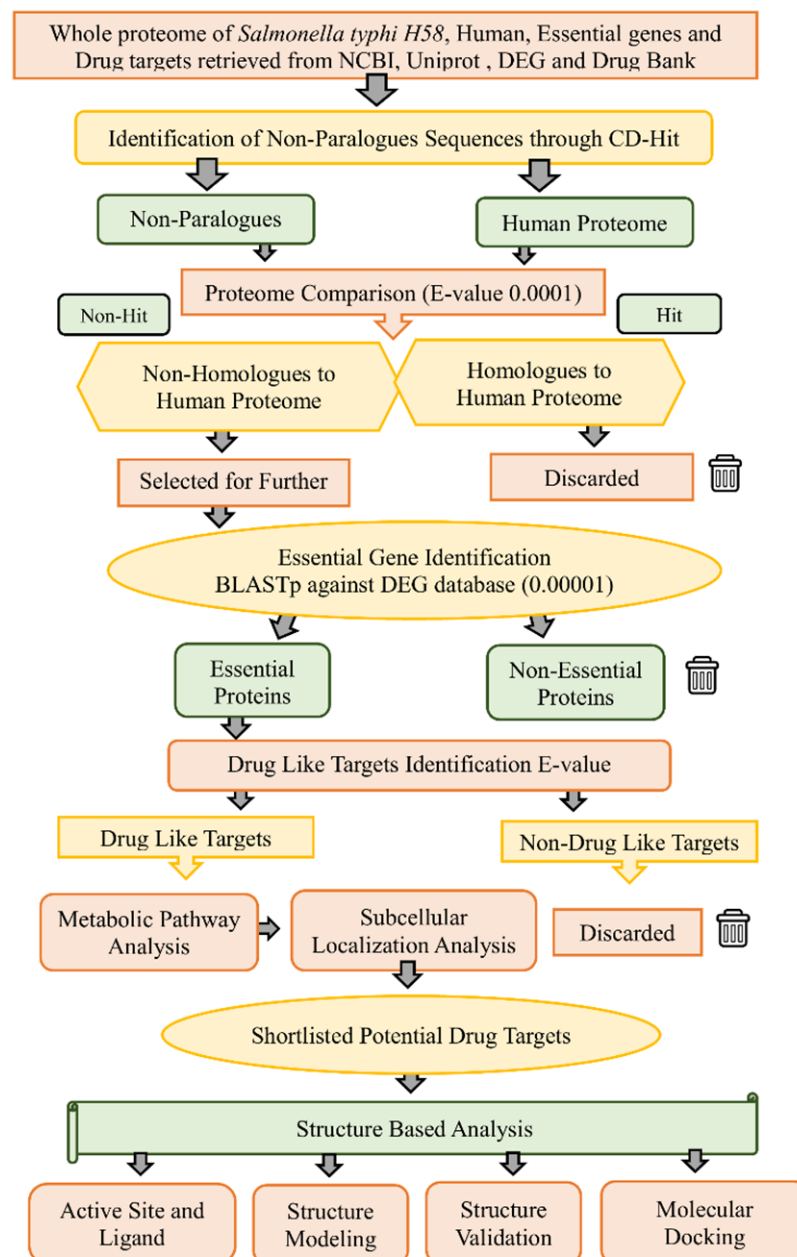 Whole proteome of Salmonella typhi H58, Human, Essential genes and
Drug targets retrieved from NCBI, Uniprot , DEG and Drug Bank
Identification of Non-Paralogues Sequences through CD-Hit
Non-Paralogues
Human Proteome
Proteome Comparison (E-value 0.0001)
Non-Hit
Hit
Non-Homologues to
Human Proteome
Homologues to
Human Proteome
Selected for Further
Discarded
Essential Gene Identification
BLASTp against DEG database (0.00001)
Essential
Proteins
Non-Essential
Proteins
Drug Like Targets Identification E-value
Drug Like Targets
Non-Drug Like Targets
Metabolic Pathway
Analysis
Subcellular
Localization Analysis
Discarded
Shortlisted Potential Drug Targets
Structure Based Analysis
Active Site and
Ligand
Structure
Modeling
Structure
Validation
Molecular
Docking